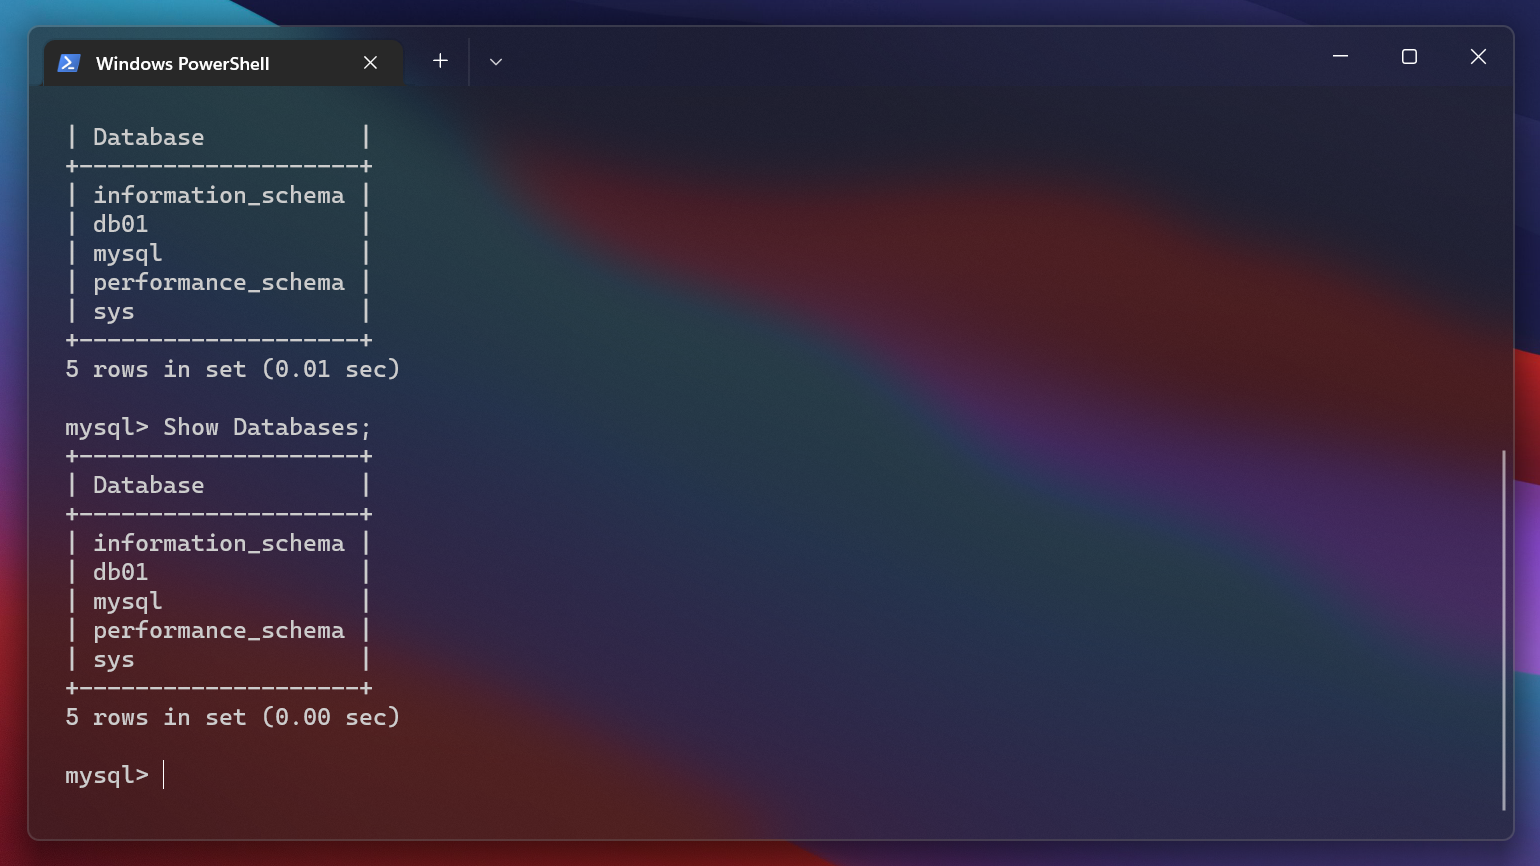 Windows PowerShell
| Database           |
+--------------------+
| information_schema |
| db01               |
| mysql              |
| performance_schema |
| sys                |
+--------------------+
5 rows in set (0.01 sec)
mysql> Show Databases;
+--------------------+
| Database           |
+--------------------+
| information_schema |
| db01               |
| mysql              |
| performance_schema |
| sys                |
+--------------------+
5 rows in set (0.00 sec)
mysql>